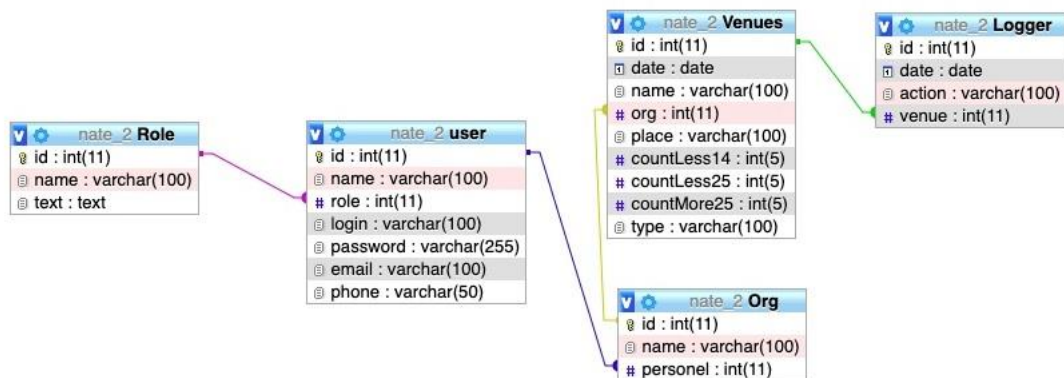 nate_2 Role
id : int(11)
name : varchar(100)
text : text
nate_2 user
id : int(11)
name : varchar(100)
role : int(11)
login : varchar(100)
password : varchar(255)
email : varchar(100)
phone : varchar(50)
nate_2 Venues
id : int(11)
date : date
name : varchar(100)
org : int(11)
place : varchar(100)
countLess14 : int(5)
countLess25 : int(5)
countMore25 : int(5)
type : varchar(100)
nate_2 Org
id : int(11)
name : varchar(100)
personel : int(11)
nate_2 Logger
id : int(11)
date : date
action : varchar(100)
venue : int(11)